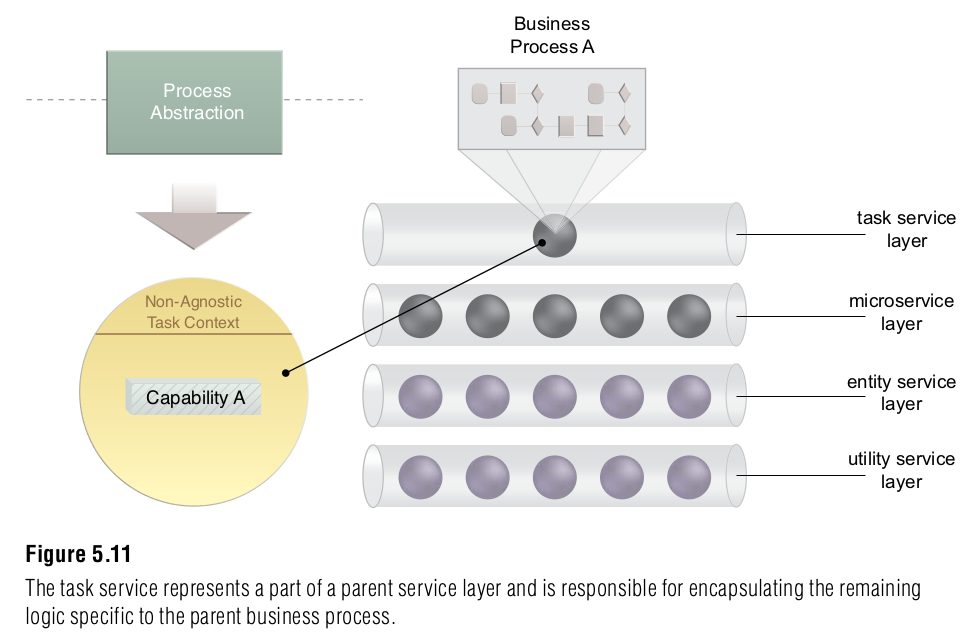 Business
Process A
Process
Abstraction
task service
layer
Non-Agnostic
Task Context
microservice
layer
Capability A
entity service
layer
utility service
layer
Figure 5.11
The task service represents a part of a parent service layer and is responsible for encapsulating the remaining
logic specific to the parent business process.